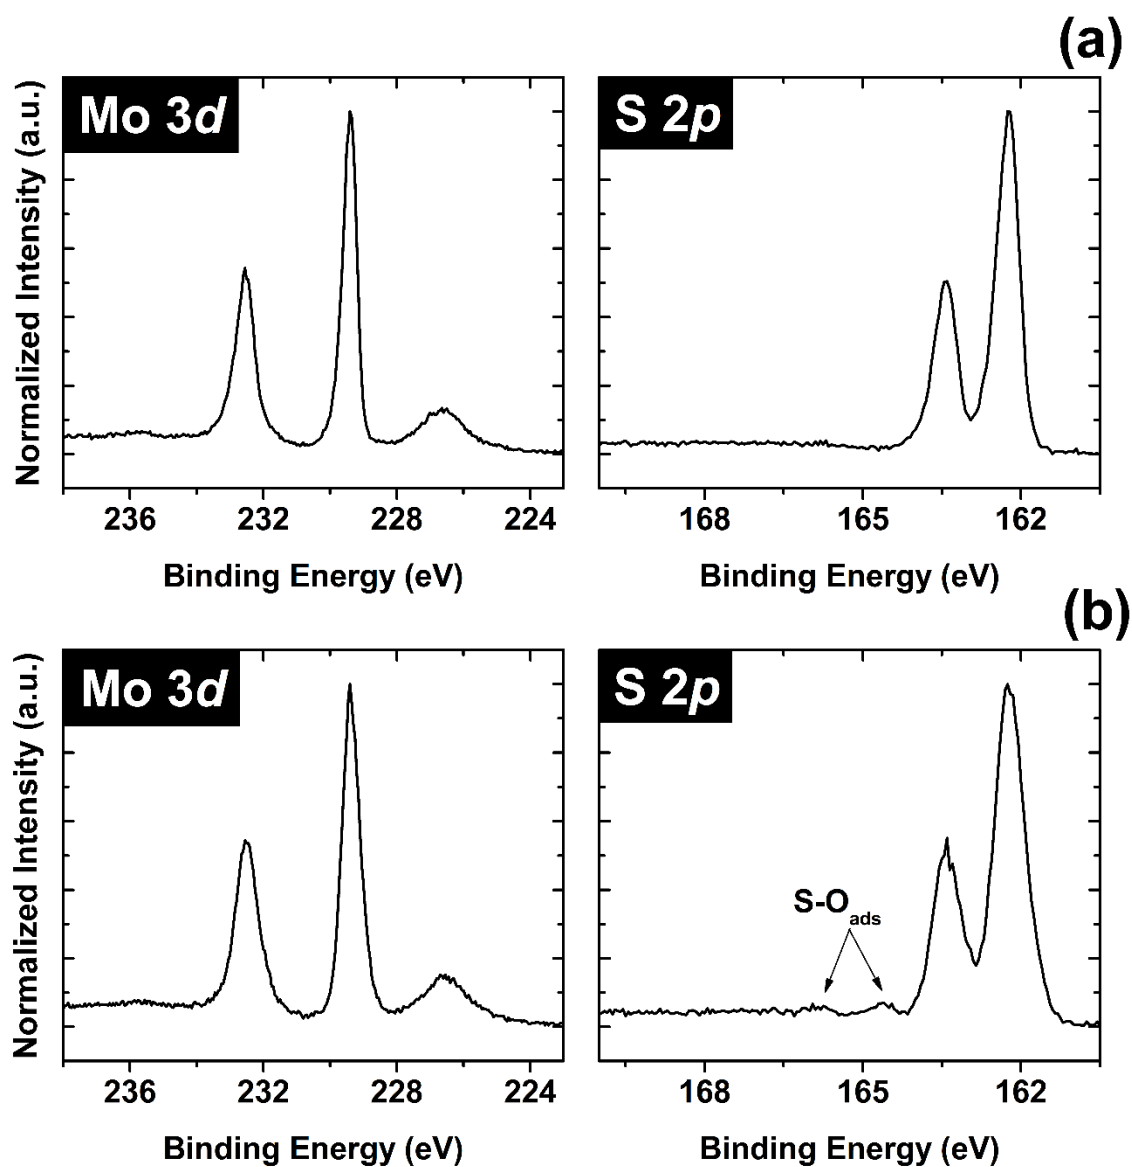 (a)
Mo 3d
S 2p
Normalized Intensity (a.u.)
236 232 228 224
168 165 162
Binding Energy (eV)
Binding Energy (eV)
(b)
Mo 3d
S 2p
Normalized Intensity (a.u.)
S-Oads
236 232 228 224
168 165 162
Binding Energy (eV)
Binding Energy (eV)